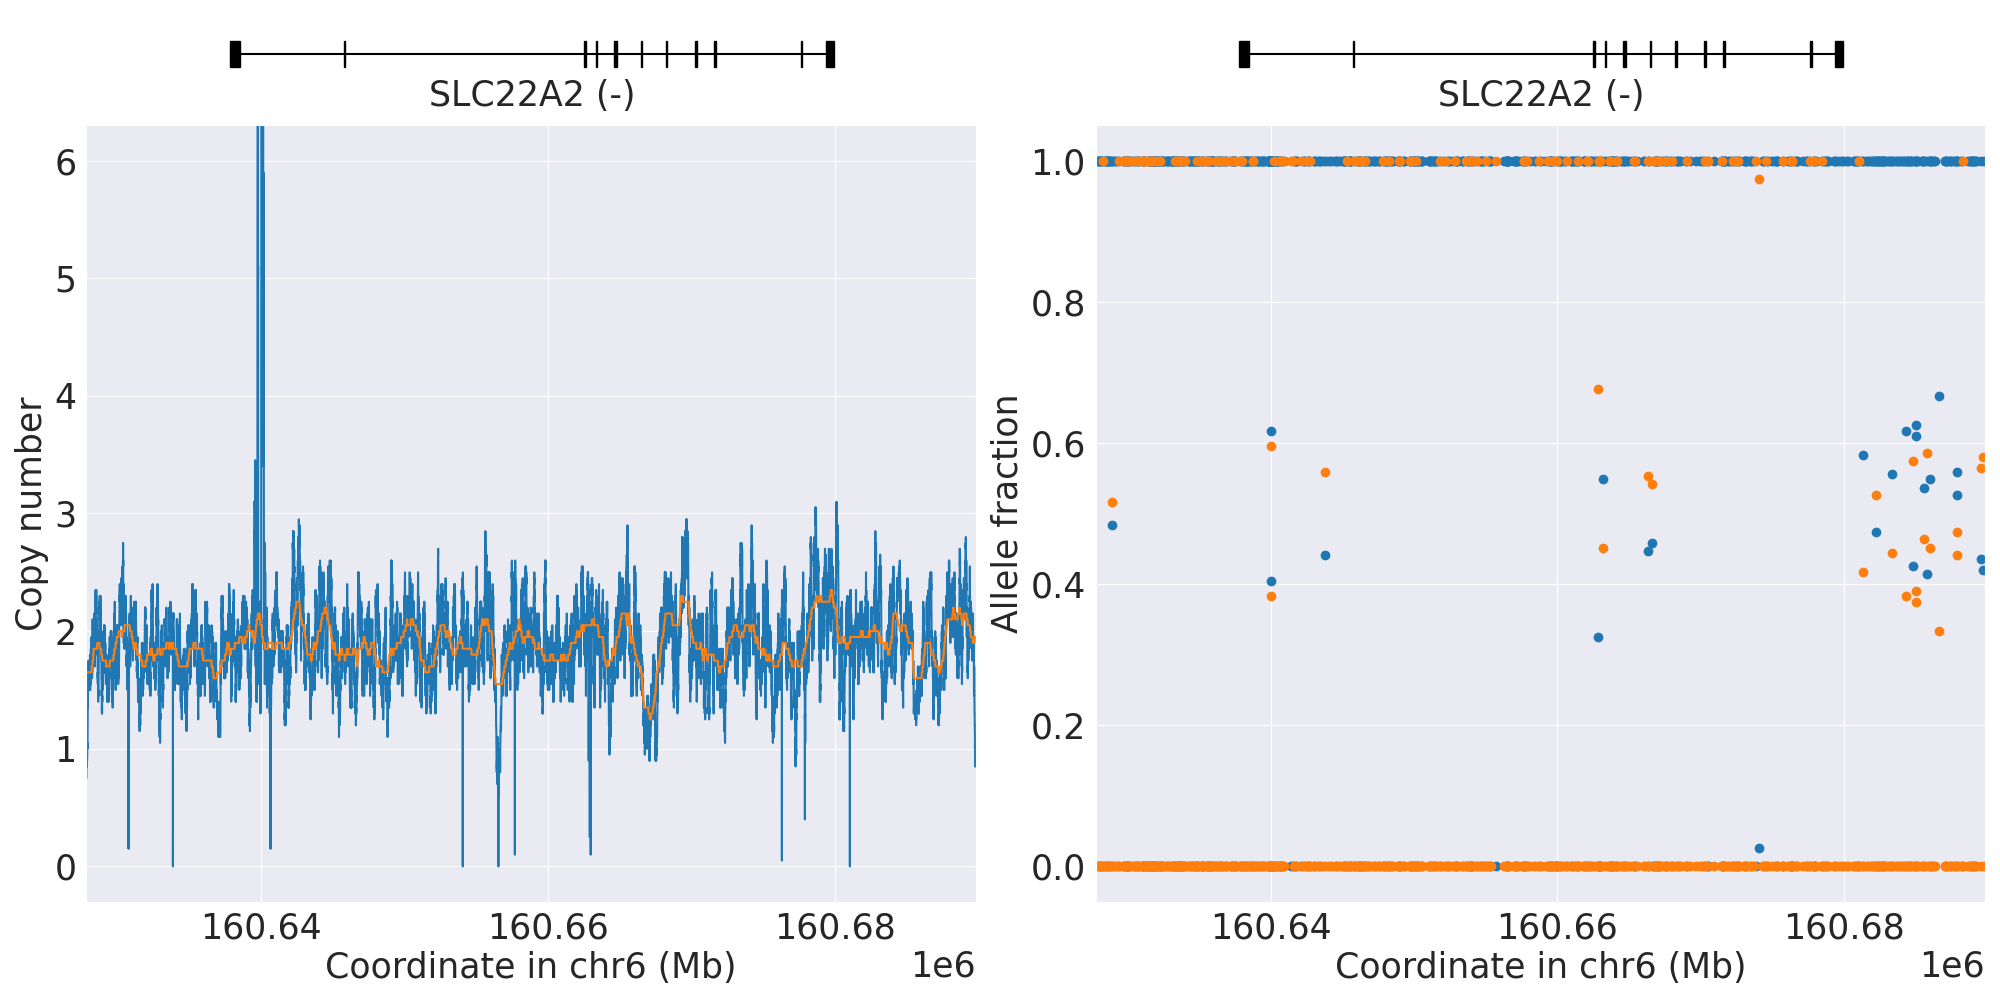 SLC22A2 (-)
Copy number
6
5
4
3
2
1
0
160.64 160.66 160.68
Coordinate in chr6 (Mb)
1e6
SLC22A2 (-)
Allele fraction
1.0
0.8
0.6
0.4
0.2
0.0
160.64 160.66 160.68
Coordinate in chr6 (Mb)
1e6